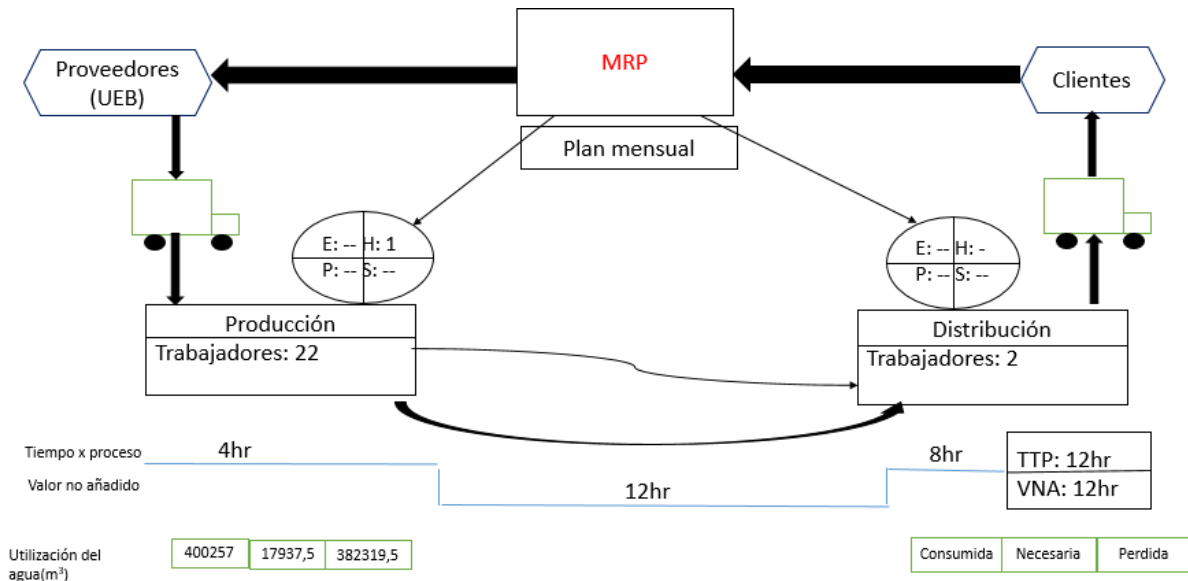 Proveedores
(UEB)
MRP
Clientes
Plan mensual
E: -- H: 1
P: -- S: --
E: -- H: -
P: -- S: --
Producción
Trabajadores: 22
Distribución
Trabajadores: 2
Tiempo x proceso
4hr
8hr
TTP: 12hr
Valor no añadido
12hr
VNA: 12hr
Utilización del
agua(m³)
400257
17937,5
382319,5
Consumida
Necesaria
Perdida